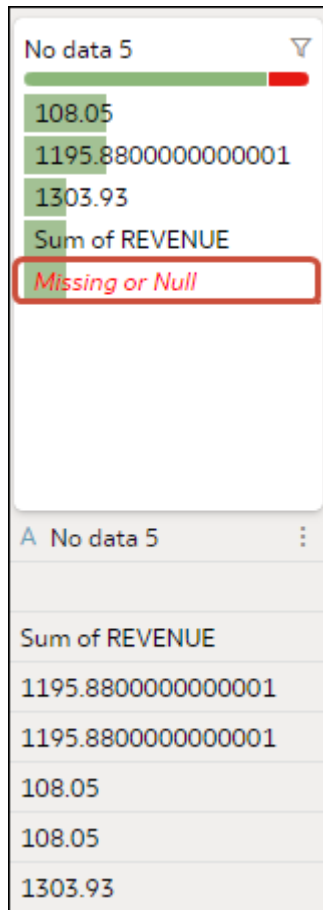 No data 5
108.05
1195.8800000000001
1303.93
Sum of REVENUE
Missing or Null
A No data 5
Sum of REVENUE
1195.8800000000001
1195.8800000000001
108.05
108.05
1303.93